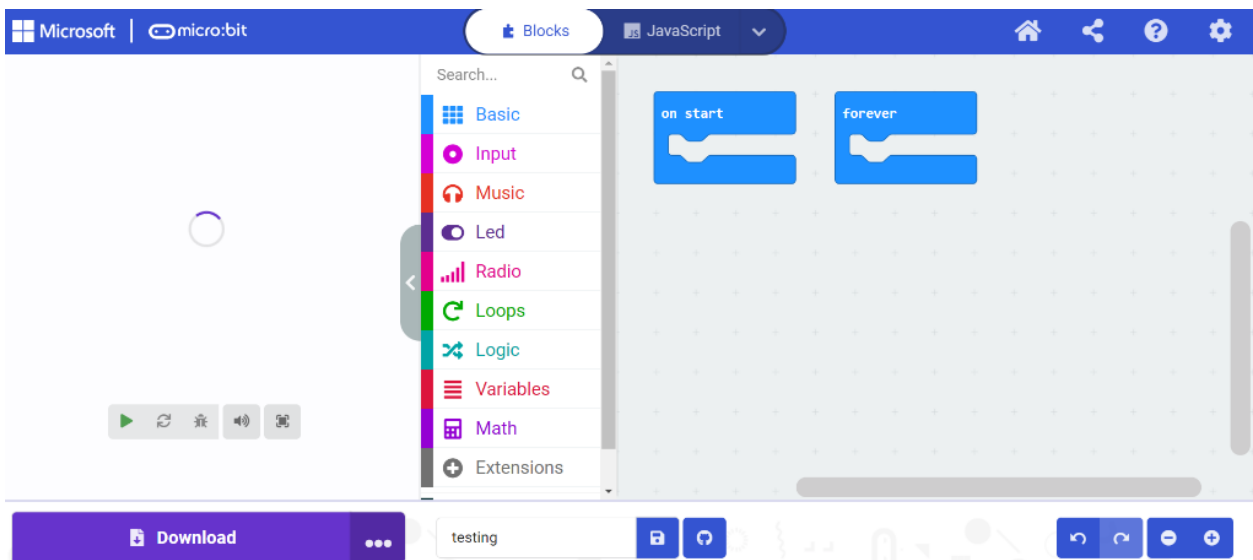 Microsoft micro:bit Blocks JavaScript
Search...
Basic
Input
Music
Led
Radio
Loops
Logic
Variables
Math
Extensions
on start
forever
Download
testing